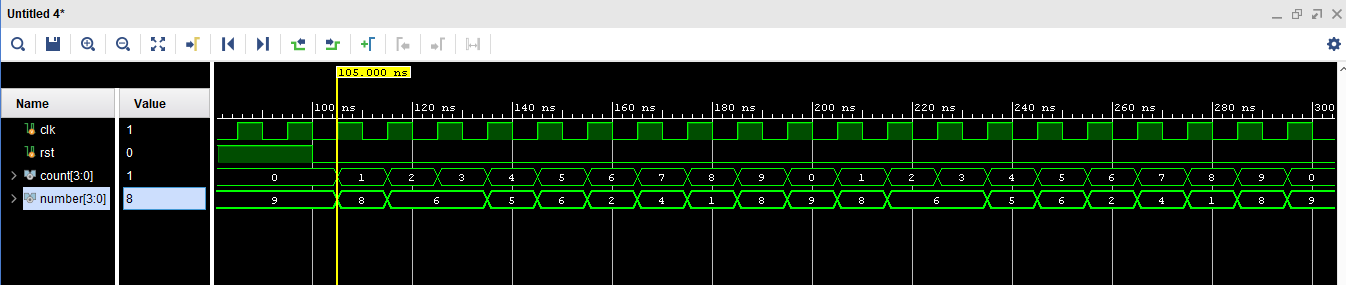 Untitled 4*
105.000 ns
Name Value 100 ns 120 ns 140 ns 160 ns 180 ns 200 ns 220 ns 240 ns 260 ns 280 ns 300
clk 1
rst 0
count[3:0] 1 0 1 2 3 4 5 6 7 8 9 0 1 2 3 4 5 6 7 8 9 0
number[3:0] 8 9 8 6 5 6 2 4 1 8 9 8 6 5 6 2 4 1 8 9